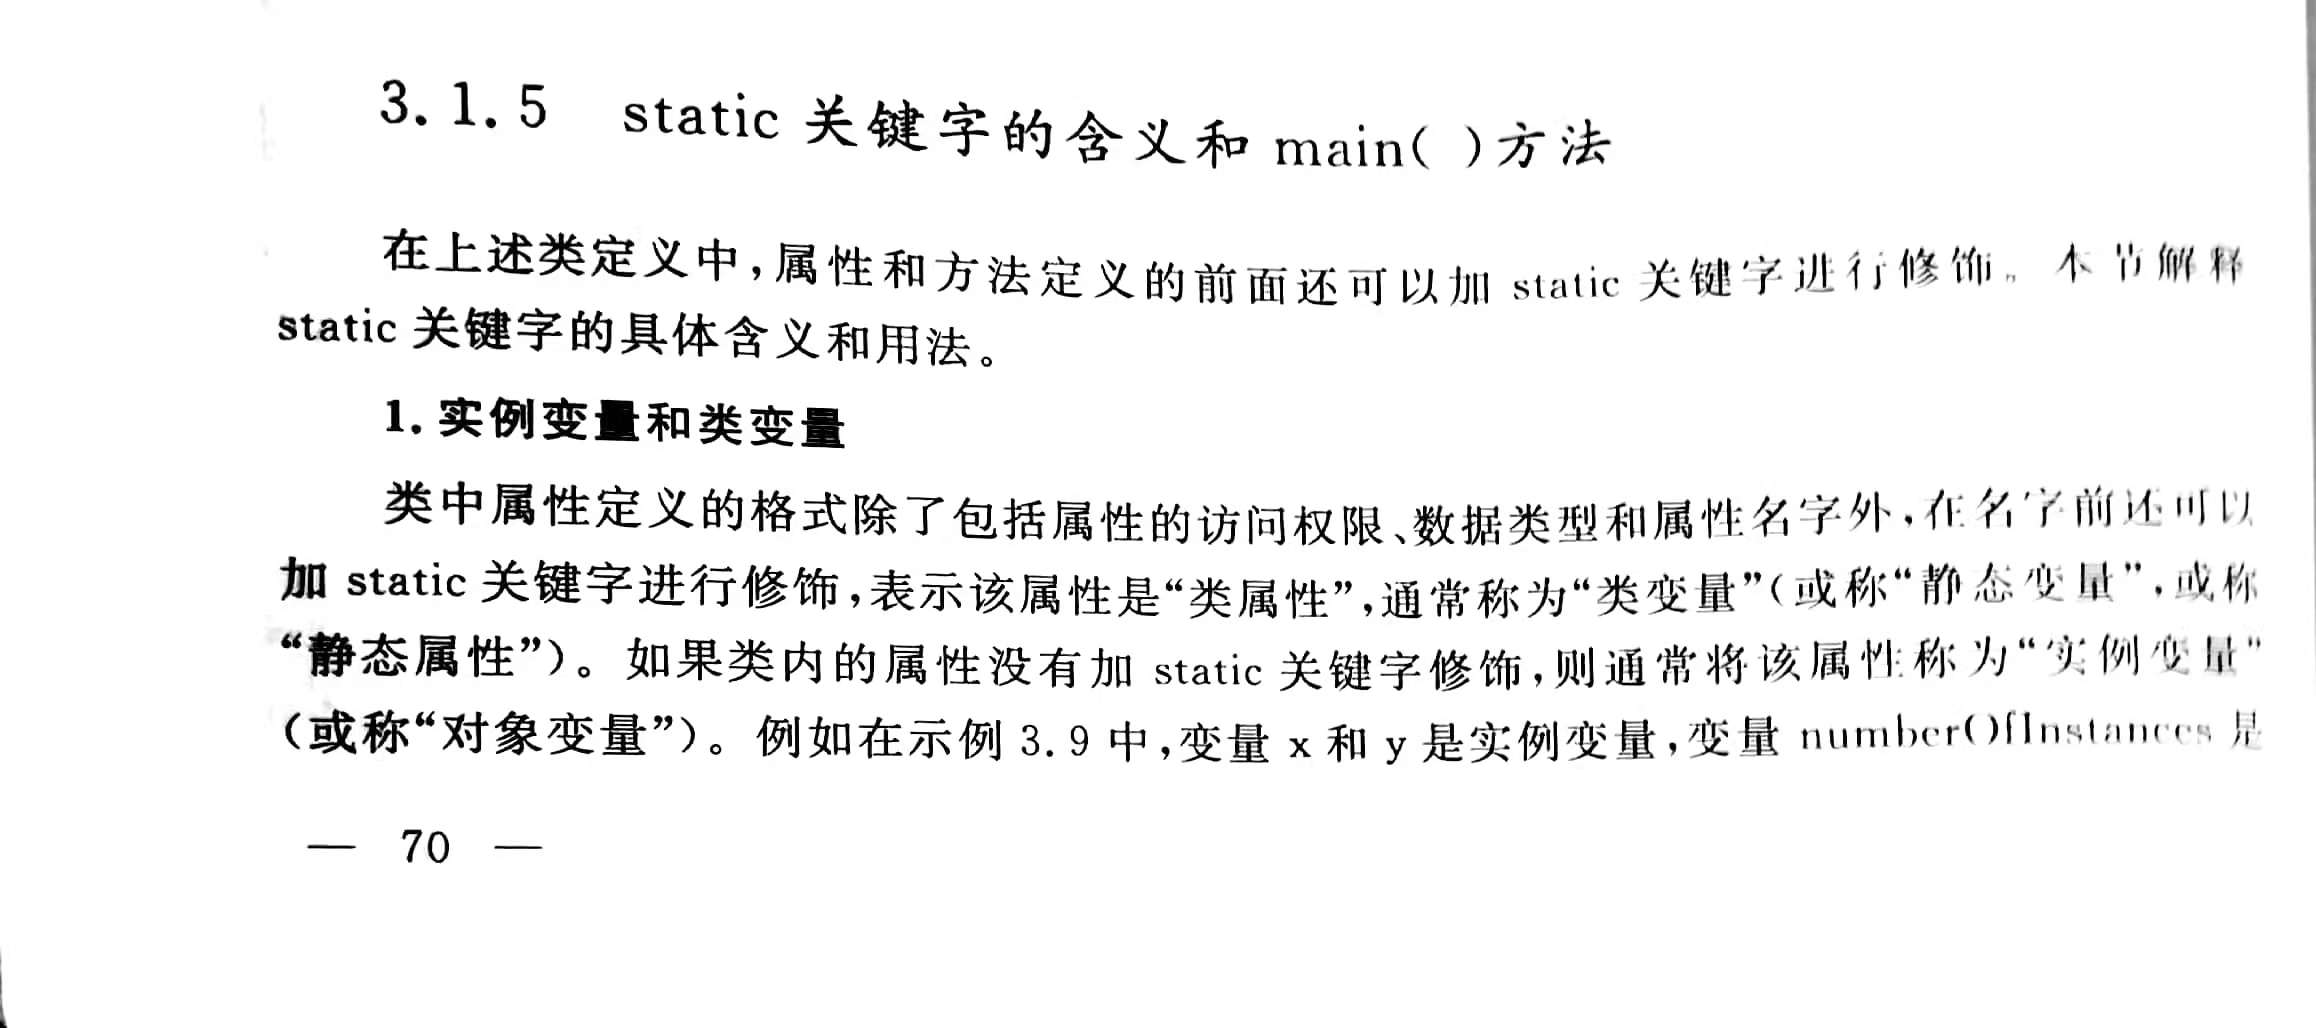 3.1.5 static 关键字的含义和 main( )方法
在上述类定义中,属性和方法定义的前面还可以加 static 关键字进行修饰。本节解释
static 关键字的具体含义和用法。
1. 实例变量和类变量
类中属性定义的格式除了包括属性的访问权限、数据类型和属性名字外,在名字前还可以
加 static 关键字进行修饰,表示该属性是“类属性”,通常称为“类变量”(或称“静态变量”,或称
“静态属性”)。如果类内的属性没有加 static 关键字修饰,则通常将该属性称为“实例变量”
(或称“对象变量”)。例如在示例 3.9 中,变量 x 和 y 是实例变量,变量 numberOfInstances 是
— 70 —